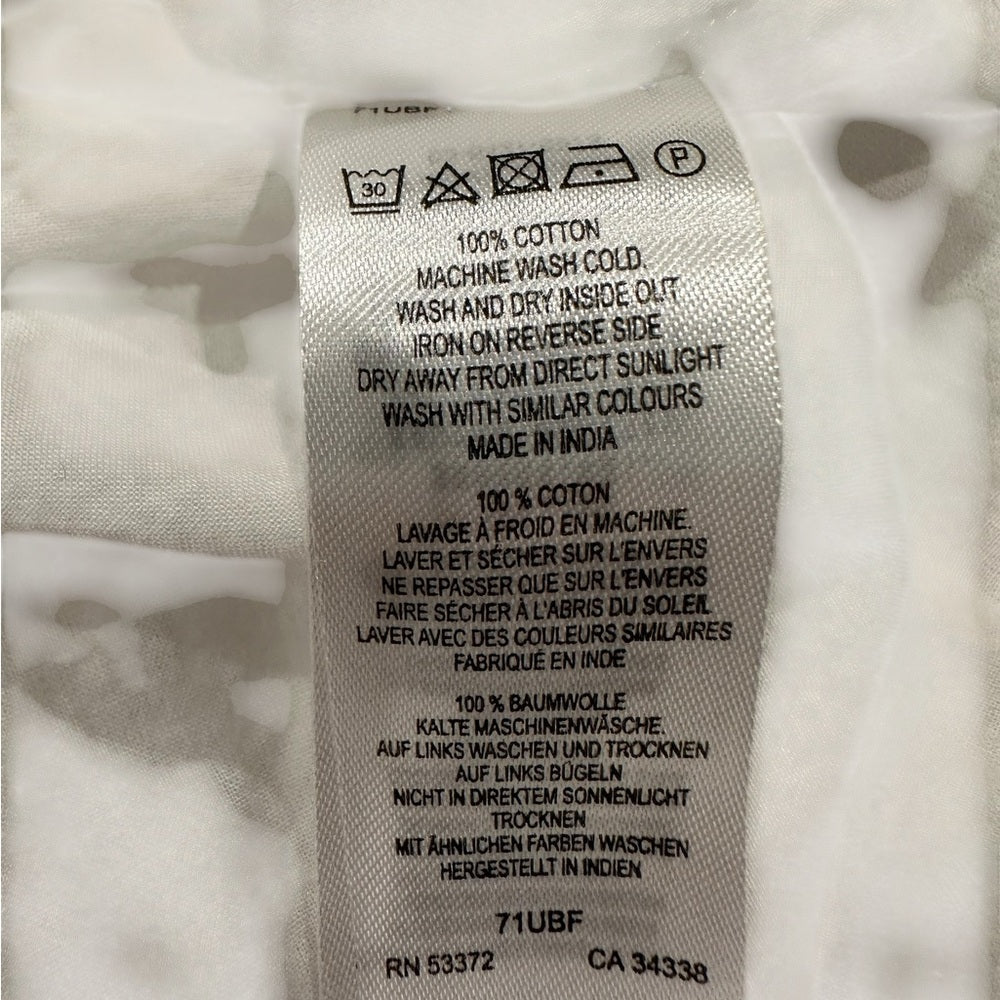 71UBF
30
P
100% COTTON
MACHINE WASH COLD.
WASH AND DRY INSIDE OUT
IRON ON REVERSE SIDE
DRY AWAY FROM DIRECT SUNLIGHT
WASH WITH SIMILAR COLOURS
MADE IN INDIA
100 % COTON
LAVAGE À FROID EN MACHINE.
LAVER ET SÉCHER SUR L'ENVERS
NE REPASSER QUE SUR L'ENVERS
FAIRE SÉCHER À L'ABRIS DU SOLEIL
LAVER AVEC DES COULEURS SIMILAIRES
FABRIQUÉ EN INDE
100 % BAUMWOLLE
KALTE MASCHINENWÄSCHE.
AUF LINKS WASCHEN UND TROCKNEN
AUF LINKS BÜGELN
NICHT IN DIREKTEM SONNENLICHT
TROCKNEN
MIT ÄHNLICHEN FARBEN WASCHEN
HERGESTELLT IN INDIEN
71UBF
RN 53372 CA 34338